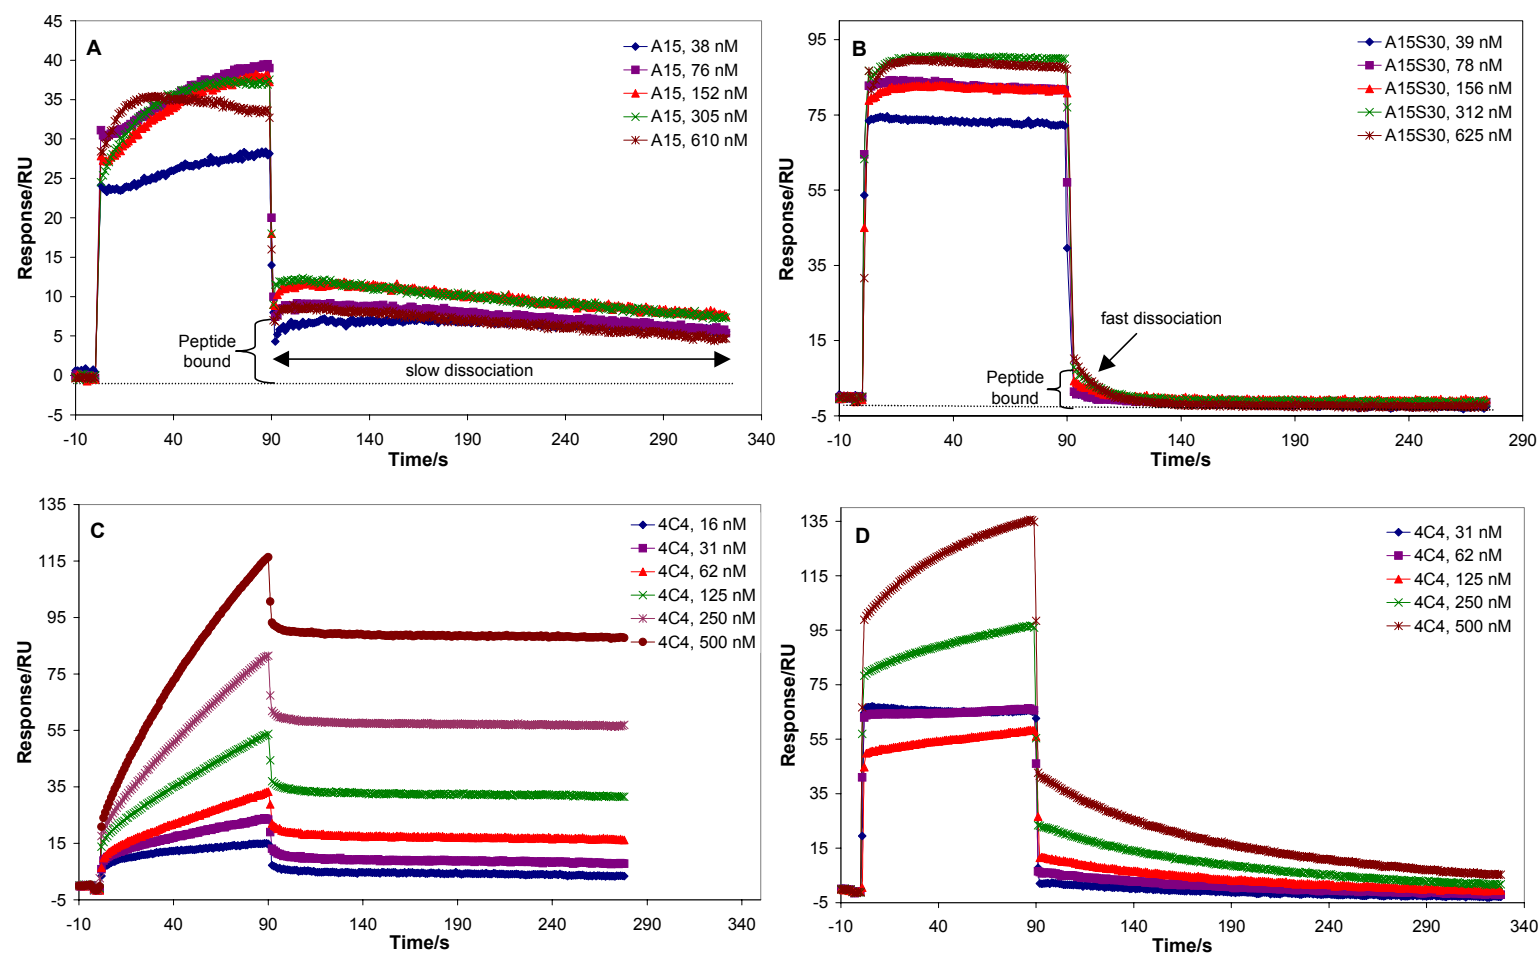 A
45
40
35
30
25
20
15
10
5
0
-5
Response/RU
A15, 38 nM
A15, 76 nM
A15, 152 nM
A15, 305 nM
A15, 610 nM
Peptide
bound
slow dissociation
-10
40
90
140
190
240
290
340
Time/s
B
95
75
55
35
15
-5
Response/RU
A15S30, 39 nM
A15S30, 78 nM
A15S30, 156 nM
A15S30, 312 nM
A15S30, 625 nM
fast dissociation
Peptide
bound
-10
40
90
140
190
240
290
Time/s
C
135
115
95
75
55
35
15
-5
Response/RU
4C4, 16 nM
4C4, 31 nM
4C4, 62 nM
4C4, 125 nM
4C4, 250 nM
4C4, 500 nM
-10
40
90
140
190
240
290
340
Time/s
D
135
115
95
75
55
35
15
-5
Response/RU
4C4, 31 nM
4C4, 62 nM
4C4, 125 nM
4C4, 250 nM
4C4, 500 nM
-10
40
90
140
190
240
290
340
Time/s